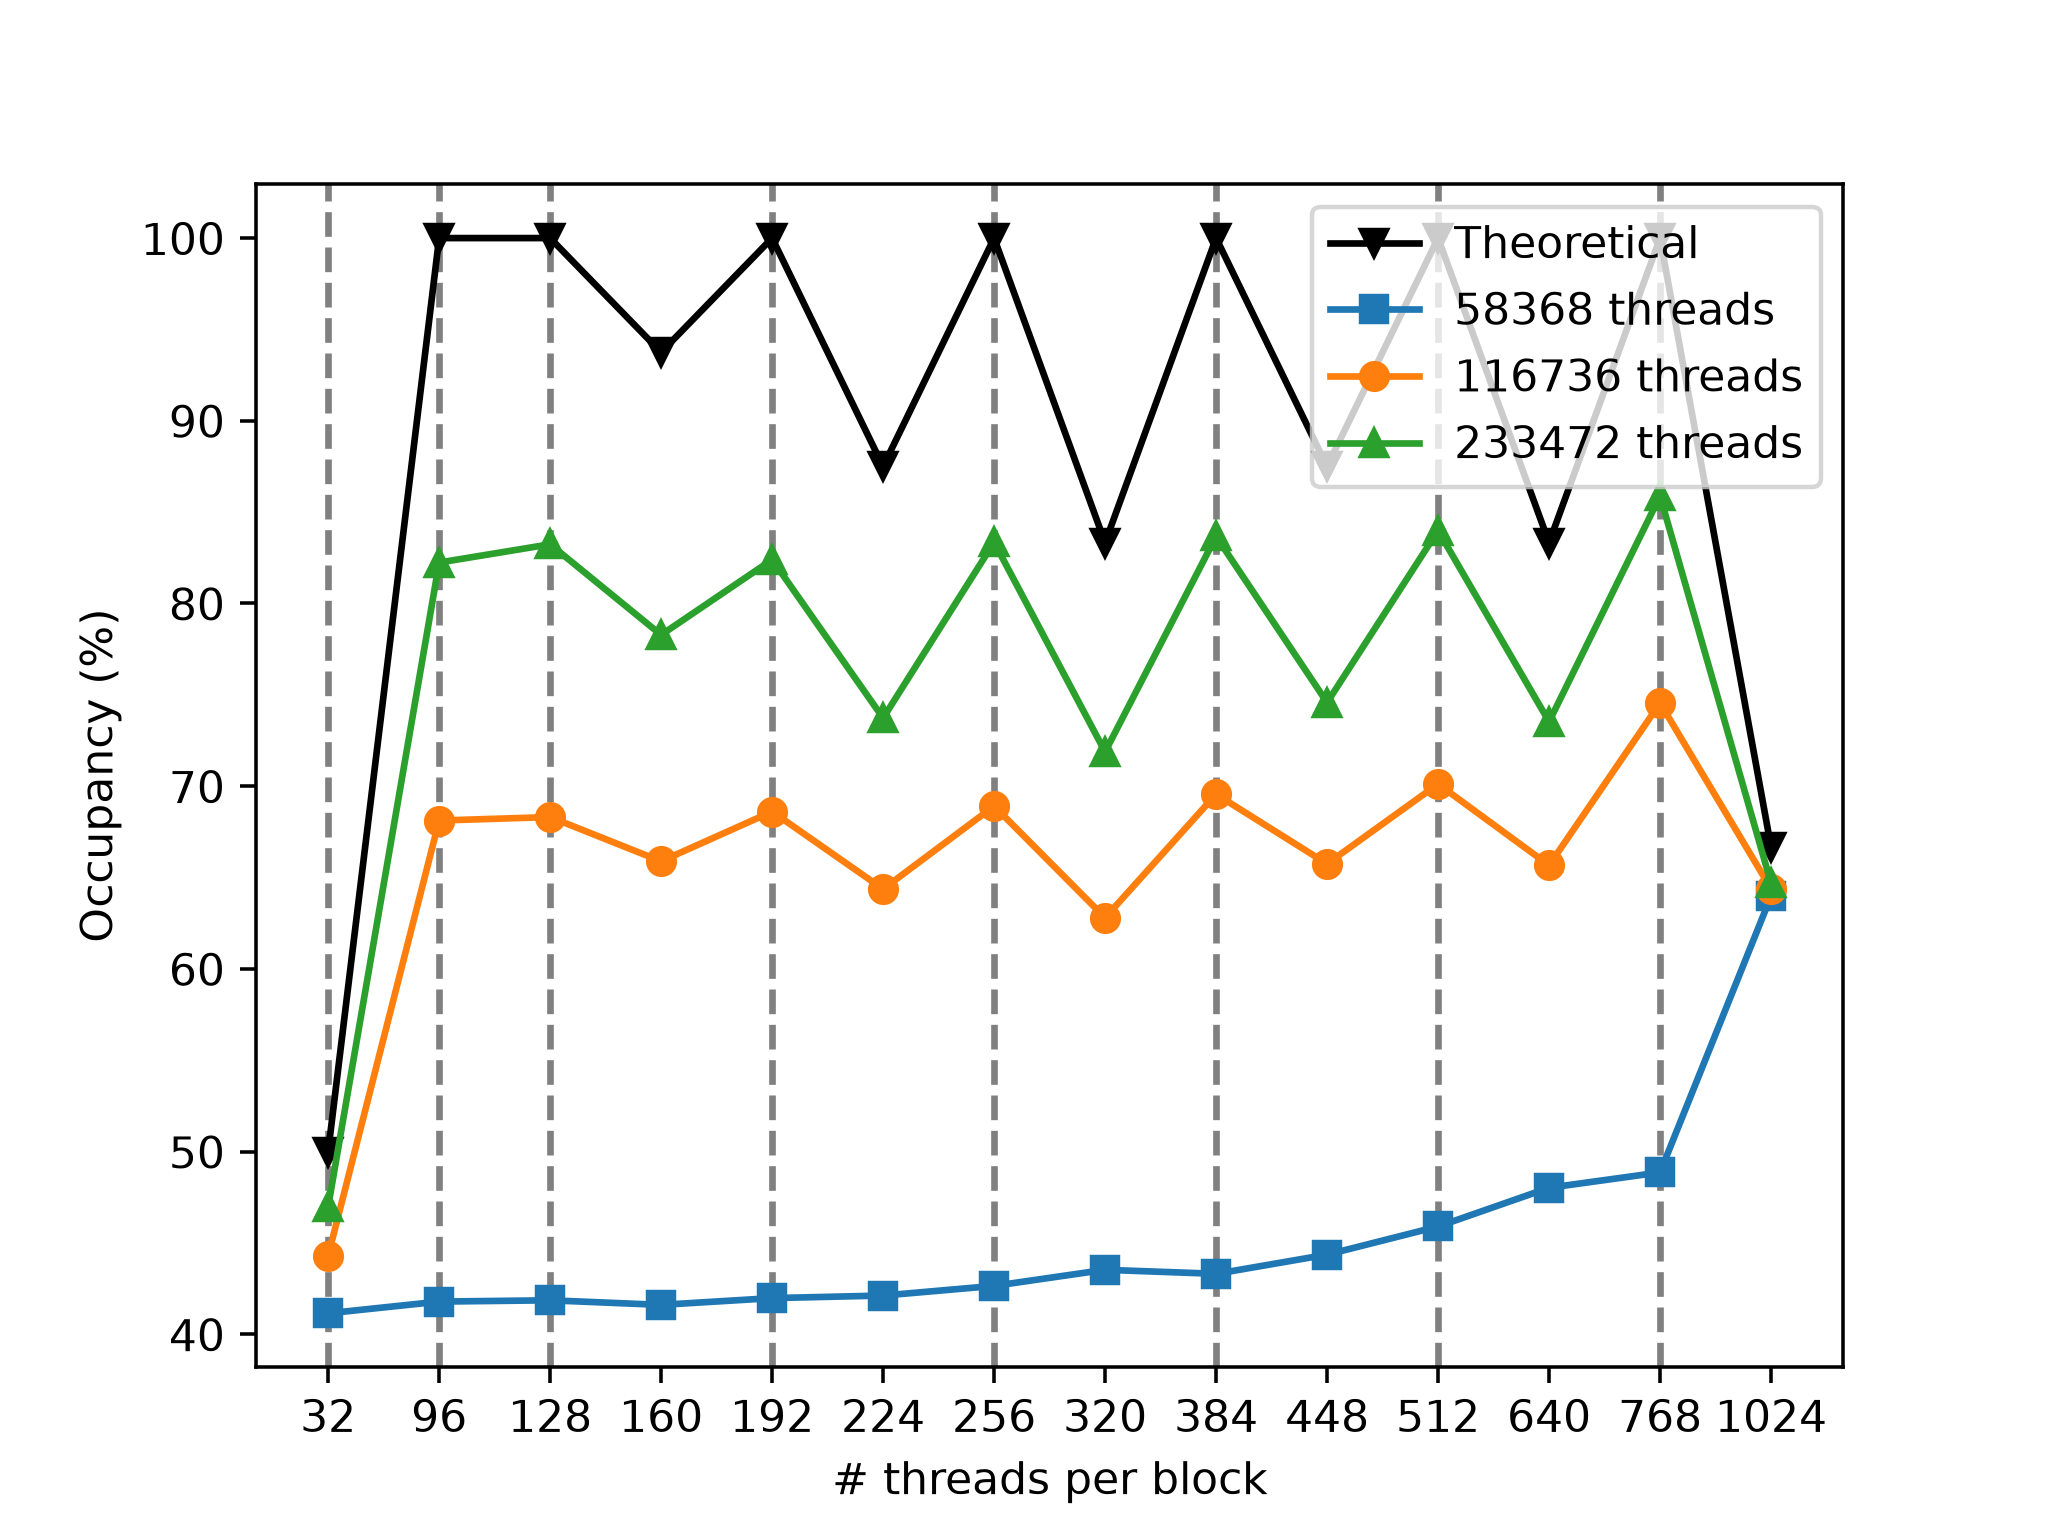 Theoretical
58368 threads
116736 threads
233472 threads
100
90
80
70
60
50
40
Occupancy (%)
32 96 128 160 192 224 256 320 384 448 512 640 768 1024
# threads per block